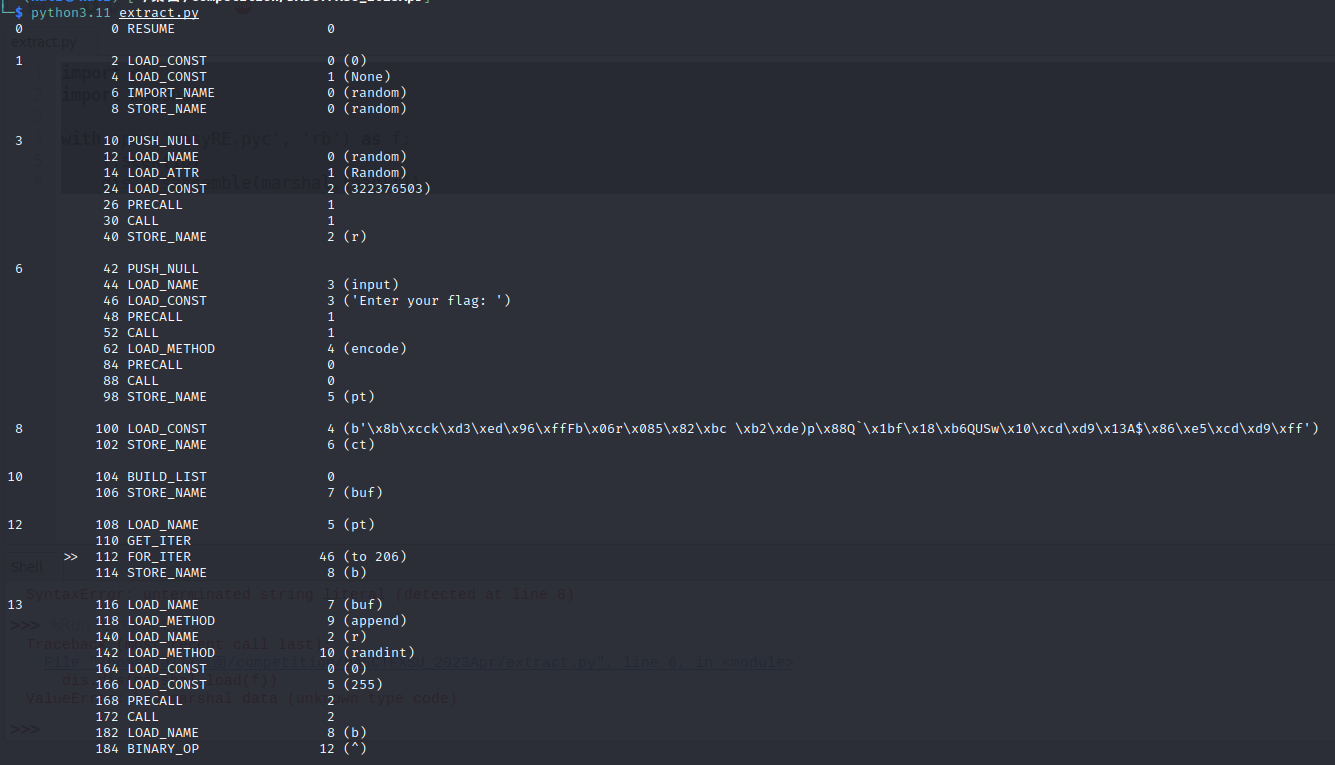 $ python3.11 extract.py
0 0 RESUME 0
1 2 LOAD_CONST 0 (0)
4 LOAD_CONST 1 (None)
6 IMPORT_NAME 0 (random)
8 STORE_NAME 0 (random)
3 10 PUSH_NULL
12 LOAD_NAME 0 (random)
14 LOAD_ATTR 1 (Random)
24 LOAD_CONST 2 (322376503)
26 PRECALL 1
30 CALL 1
40 STORE_NAME 2 (r)
6 42 PUSH_NULL
44 LOAD_NAME 3 (input)
46 LOAD_CONST 3 ('Enter your flag: ')
48 PRECALL 1
52 CALL 1
62 LOAD_METHOD 4 (encode)
84 PRECALL 0
88 CALL 0
98 STORE_NAME 5 (pt)
8 100 LOAD_CONST 4 (b'\x8b\xcck\xd3\xed\x96\xffFb\x06r\x085\x82\xbc \xb2\xde)p\x88Q`\x1bf\x18\xb6QUSw\x10\xcd\xd9\x13A$\x86\xe5\xcd\xd9\xff')
102 STORE_NAME 6 (ct)
10 104 BUILD_LIST 0
106 STORE_NAME 7 (buf)
12 108 LOAD_NAME 5 (pt)
110 GET_ITER
>> 112 FOR_ITER 46 (to 206)
114 STORE_NAME 8 (b)
13 116 LOAD_NAME 7 (buf)
118 LOAD_METHOD 9 (append)
140 LOAD_NAME 2 (r)
142 LOAD_METHOD 10 (randint)
164 LOAD_CONST 0 (0)
166 LOAD_CONST 5 (255)
168 PRECALL 2
172 CALL 2
182 LOAD_NAME 8 (b)
184 BINARY_OP 12 (^)